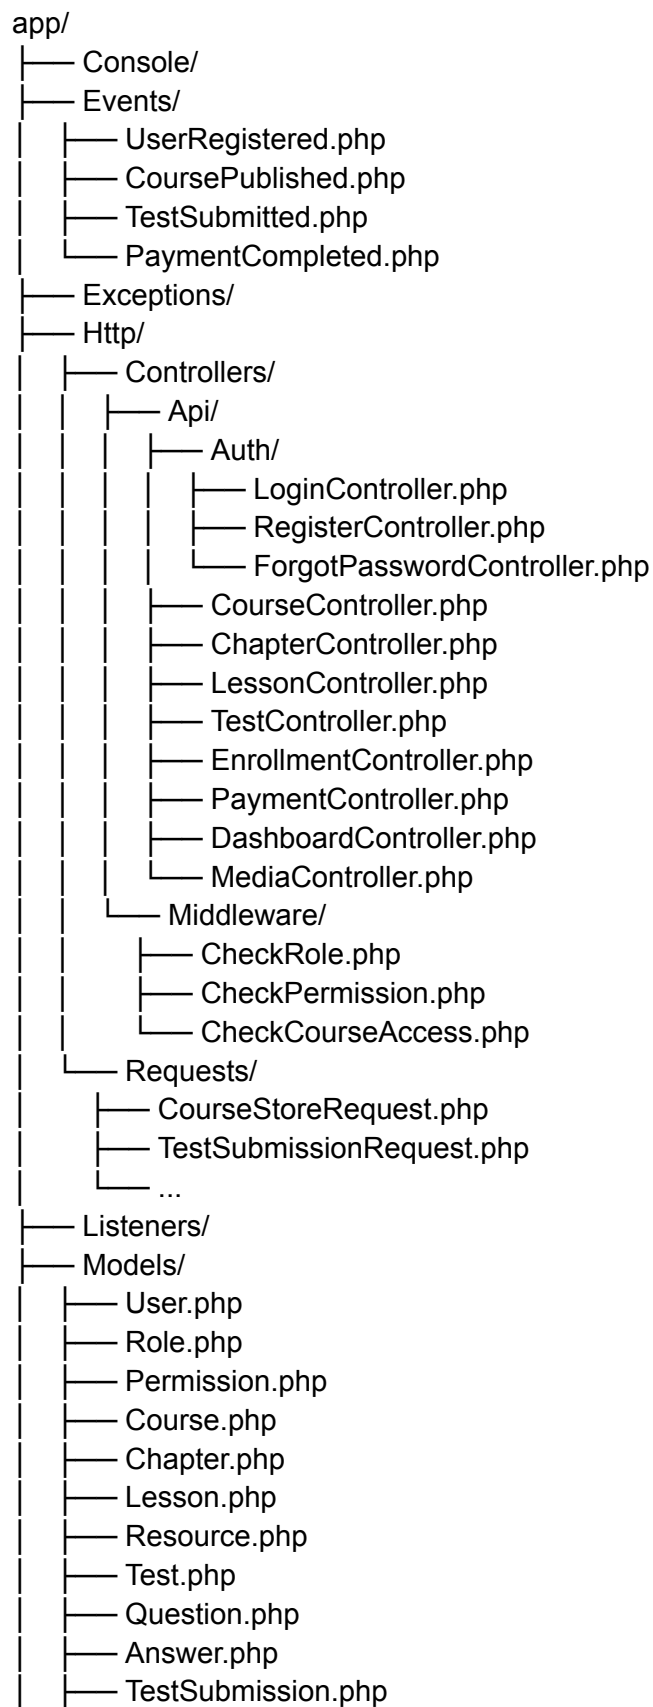 app/
├── Console/
├── Events/
│   ├── UserRegistered.php
│   ├── CoursePublished.php
│   ├── TestSubmitted.php
│   └── PaymentCompleted.php
├── Exceptions/
├── Http/
│   ├── Controllers/
│   │   ├── Api/
│   │   │   ├── Auth/
│   │   │   │   ├── LoginController.php
│   │   │   │   ├── RegisterController.php
│   │   │   │   └── ForgotPasswordController.php
│   │   │   ├── CourseController.php
│   │   │   ├── ChapterController.php
│   │   │   ├── LessonController.php
│   │   │   ├── TestController.php
│   │   │   ├── EnrollmentController.php
│   │   │   ├── PaymentController.php
│   │   │   ├── DashboardController.php
│   │   │   └── MediaController.php
│   │   └── Middleware/
│   │       ├── CheckRole.php
│   │       ├── CheckPermission.php
│   │       └── CheckCourseAccess.php
│   └── Requests/
│       ├── CourseStoreRequest.php
│       ├── TestSubmissionRequest.php
│       └── ...
├── Listeners/
├── Models/
│   ├── User.php
│   ├── Role.php
│   ├── Permission.php
│   ├── Course.php
│   ├── Chapter.php
│   ├── Lesson.php
│   ├── Resource.php
│   ├── Test.php
│   ├── Question.php
│   ├── Answer.php
│   ├── TestSubmission.php